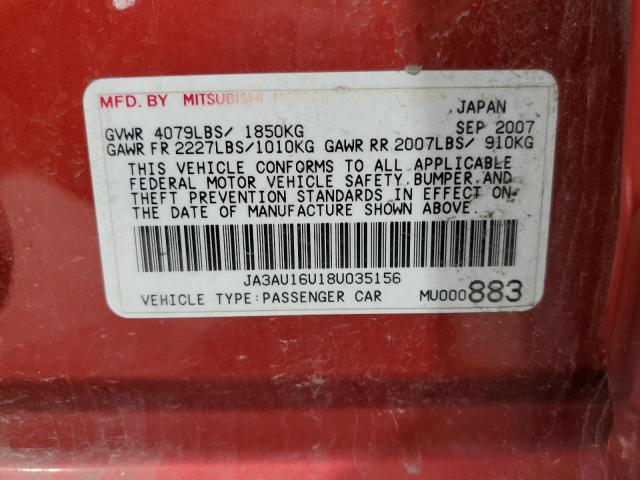 MFD. BY MITSUBISHI
JAPAN
GVWR 4079LBS/ 1850KG SEP 2007
GAWR FR 2227LBS/1010KG GAWR RR 2007LBS/ 910KG
THIS VEHICLE CONFORMS TO ALL APPLICABLE
FEDERAL MOTOR VEHICLE SAFETY, BUMPER, AND
THEFT PREVENTION STANDARDS IN EFFECT ON
THE DATE OF MANUFACTURE SHOWN ABOVE.
JA3AU16U18U035156
VEHICLE TYPE:PASSENGER CAR MU000883